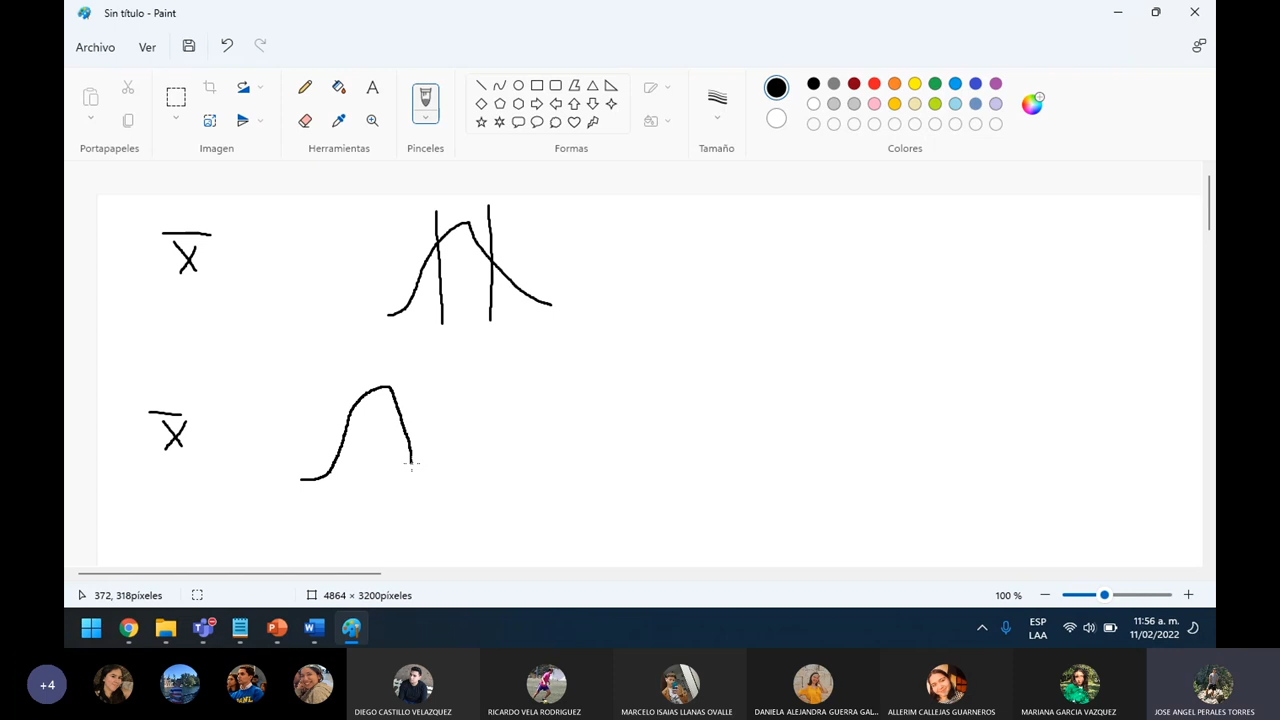 Sin título - Paint
Archivo Ver
Portapapeles Imagen Herramientas Pinceles Formas Tamaño Colores
X
X
372, 318píxeles 4864 × 3200píxeles 100 %
ESP
LAA
11:56 a. m.
11/02/2022
+4
DIEGO CASTILLO VELAZQUEZ RICARDO VELA RODRIGUEZ MARCELO ISAIAS LLANAS OVALLE DANIELA ALEJANDRA GUERRA GAL... ALLERIM CALLEJAS GUARNEROS MARIANA GARCIA VAZQUEZ JOSE ANGEL PERALES TORRES